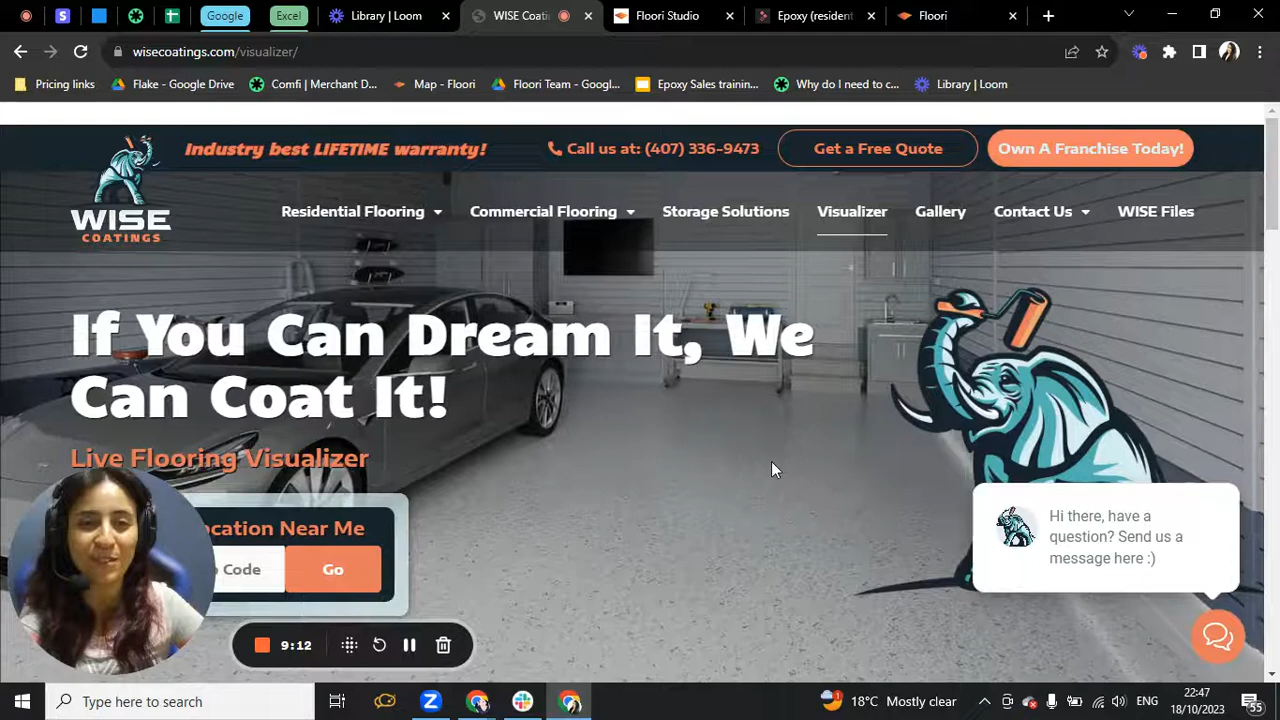 Google
Excel
Library | Loom
WISE Coati
Floori Studio
Epoxy (resident
Floori
wisecoatings.com/visualizer/
Pricing links
Flake - Google Drive
Comfi | Merchant D...
Map - Floori
Floori Team - Googl...
Epoxy Sales trainin...
Why do I need to c...
Library | Loom
Industry best LIFETIME warranty!
Call us at: (407) 336-9473
Get a Free Quote
Own A Franchise Today!
WISE
COATINGS
Residential Flooring
Commercial Flooring
Storage Solutions
Visualizer
Gallery
Contact Us
WISE Files
If You Can Dream It, We
Can Coat It!
Live Flooring Visualizer
ocation Near Me
Code
Go
Hi there, have a
question? Send us a
message here :)
9:12
Type here to search
18°C Mostly clear
ENG
22:47
18/10/2023
55